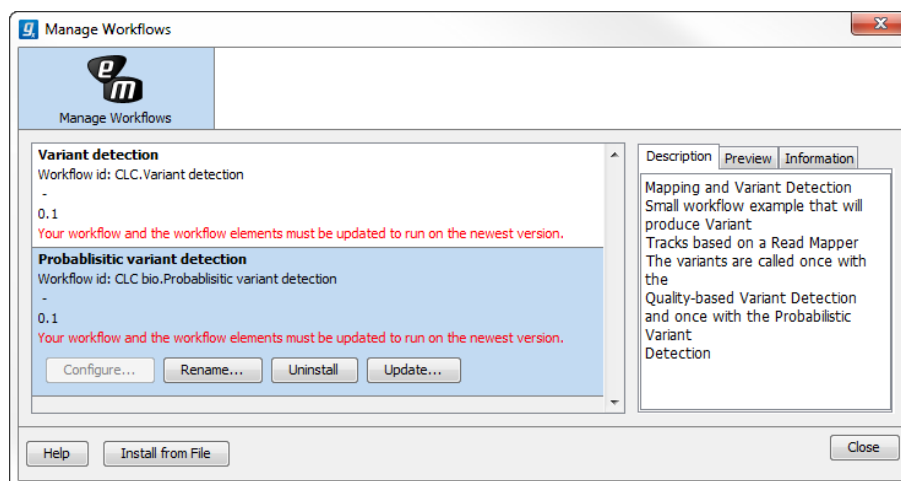 Manage Workflows
Manage Workflows
Variant detection
Workflow id: CLC.Variant detection
-
0.1
Your workflow and the workflow elements must be updated to run on the newest version.
Probablisitic variant detection
Workflow id: CLC bio.Probablisitic variant detection
-
0.1
Your workflow and the workflow elements must be updated to run on the newest version.
Configure... Rename... Uninstall Update...
Description Preview Information
Mapping and Variant Detection
Small workflow example that will
produce Variant
Tracks based on a Read Mapper
The variants are called once with
the
Quality-based Variant Detection
and once with the Probabilistic
Variant
Detection
Help Install from File Close